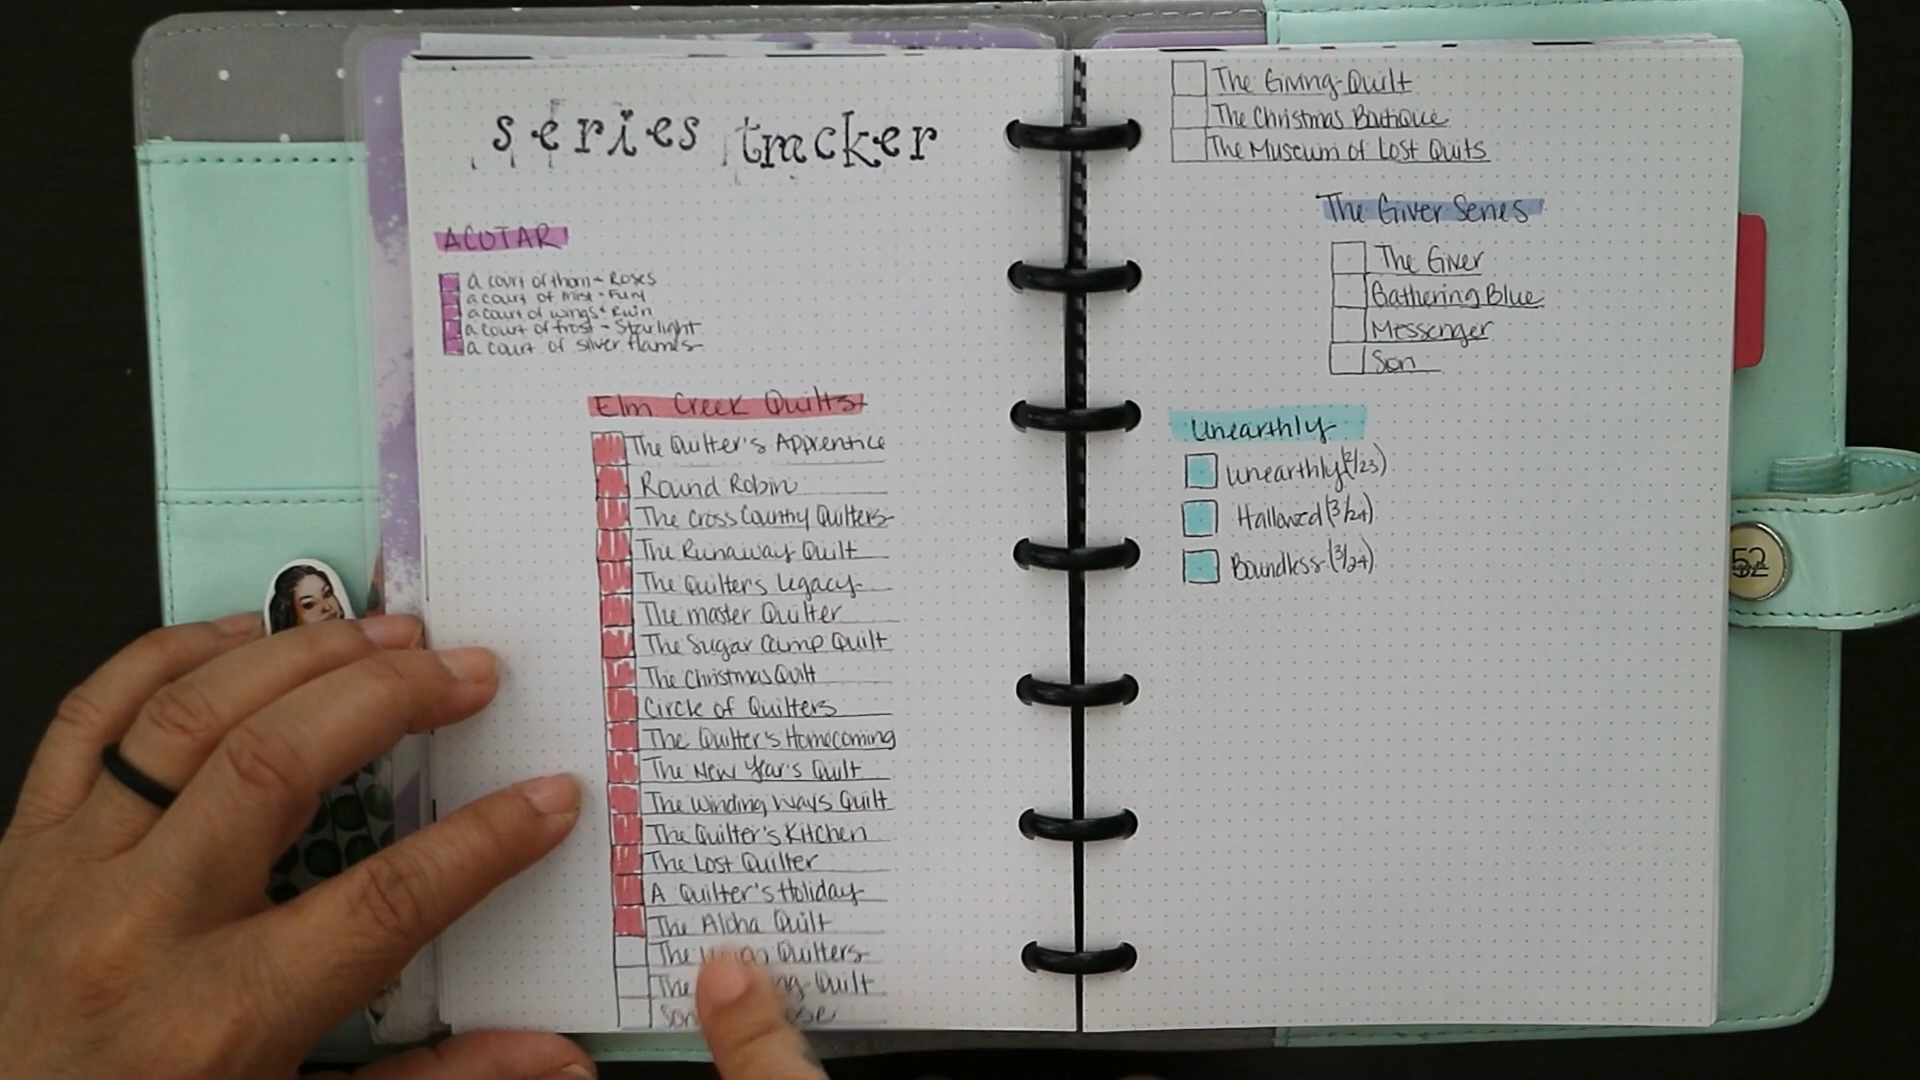 series tracker
ACOTAR
a court of thorn - Roses
a court of mist - Fury
a court of wings + Ruin
a court of frost - Starlight
a court of silver flames
Elm Creek Quilts
The Quilter's Apprentice
Round Robin
The Cross Country Quilters
The Runaway Quilt
The Quilter's Legacy
The master Quilter
The Sugar Camp Quilt
The Christmas Quilt
Circle of Quilters
The Quilter's Homecoming
The New Year's Quilt
The Winding Ways Quilt
The Quilter's Kitchen
The Lost Quilter
A Quilter's Holiday
The Aloha Quilt
The Quilters
The Quilt
The Giving Quilt
The Christmas Boutique
The Museum of Lost Quits
The Giver Series
The Giver
Gathering Blue
Messenger
Son
Unearthly
unearthly (2/23)
Hallowed (3/24)
Boundless (3/24)
52